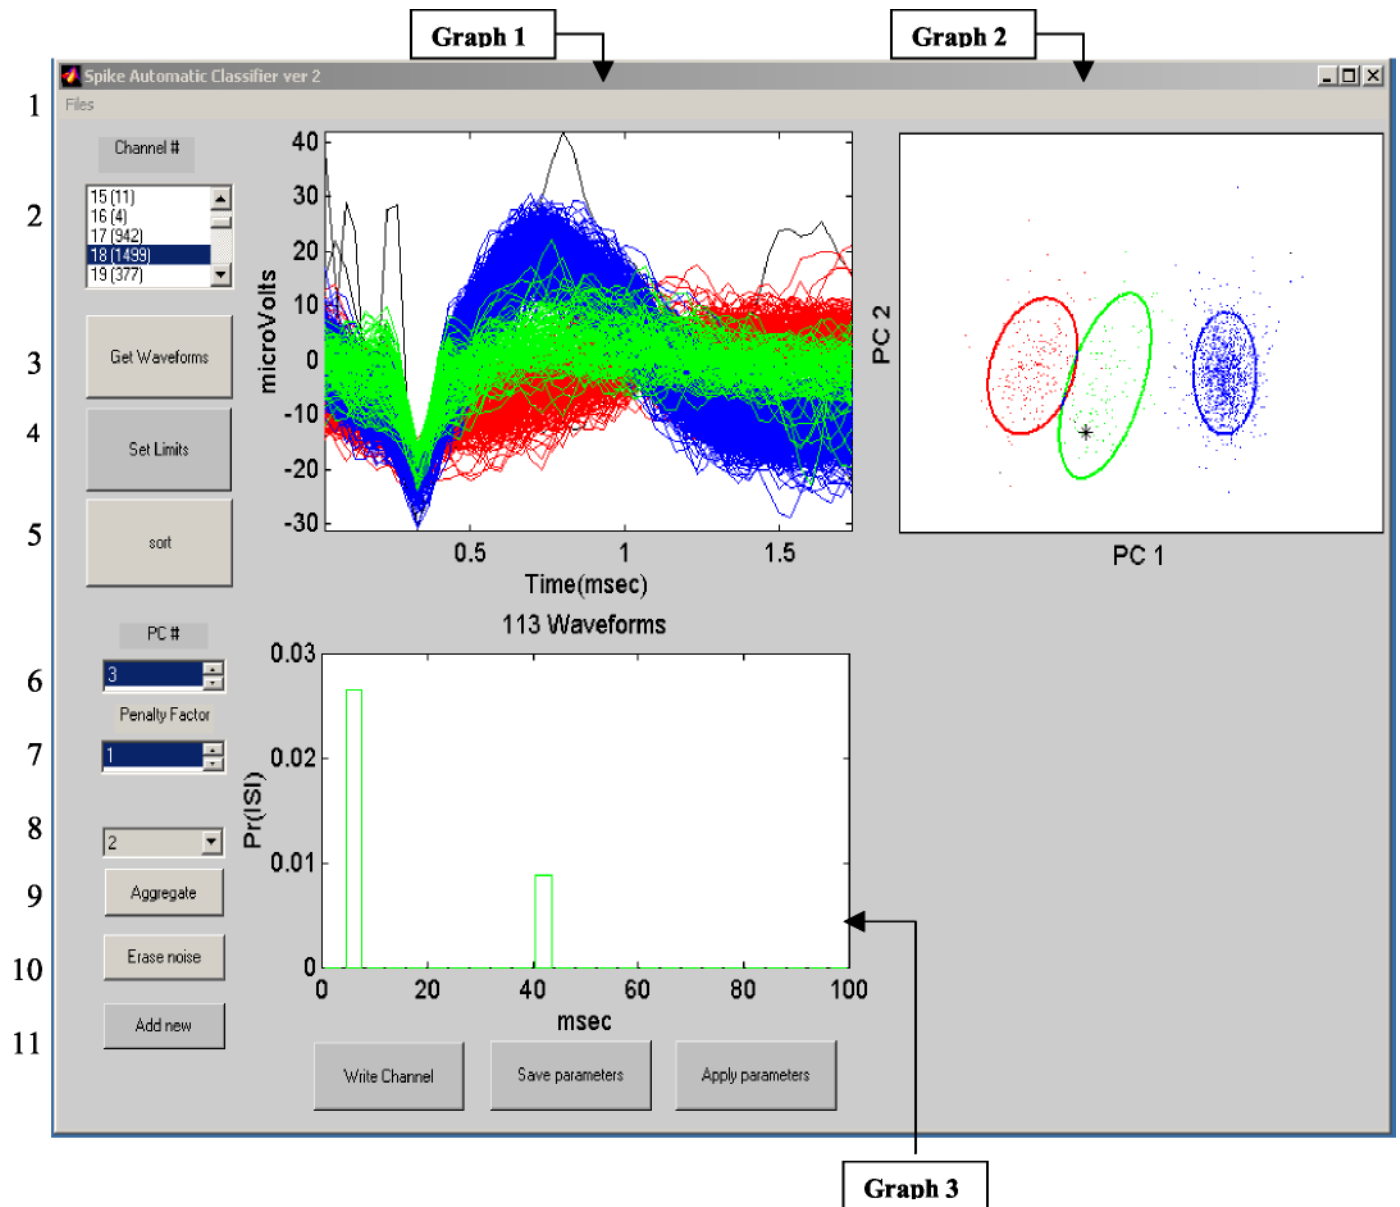 Graph 1
Graph 2
Spike Automatic Classifier ver 2
1
Files
Channel #
2
15 (11)
16 (4)
17 (942)
18 (1499)
19 (377)
3
Get Waveforms
4
Set Limits
5
sort
40
30
20
10
0
-10
-20
-30
microVolts
0.5
1
1.5
Time(msec)
PC 2
PC 1
PC #
6
3
Penalty Factor
7
1
8
2
9
Aggregate
10
Erase noise
11
Add new
113 Waveforms
0.03
0.02
0.01
0
Pr(ISI)
0
20
40
60
80
100
msec
Write Channel
Save parameters
Apply parameters
Graph 3